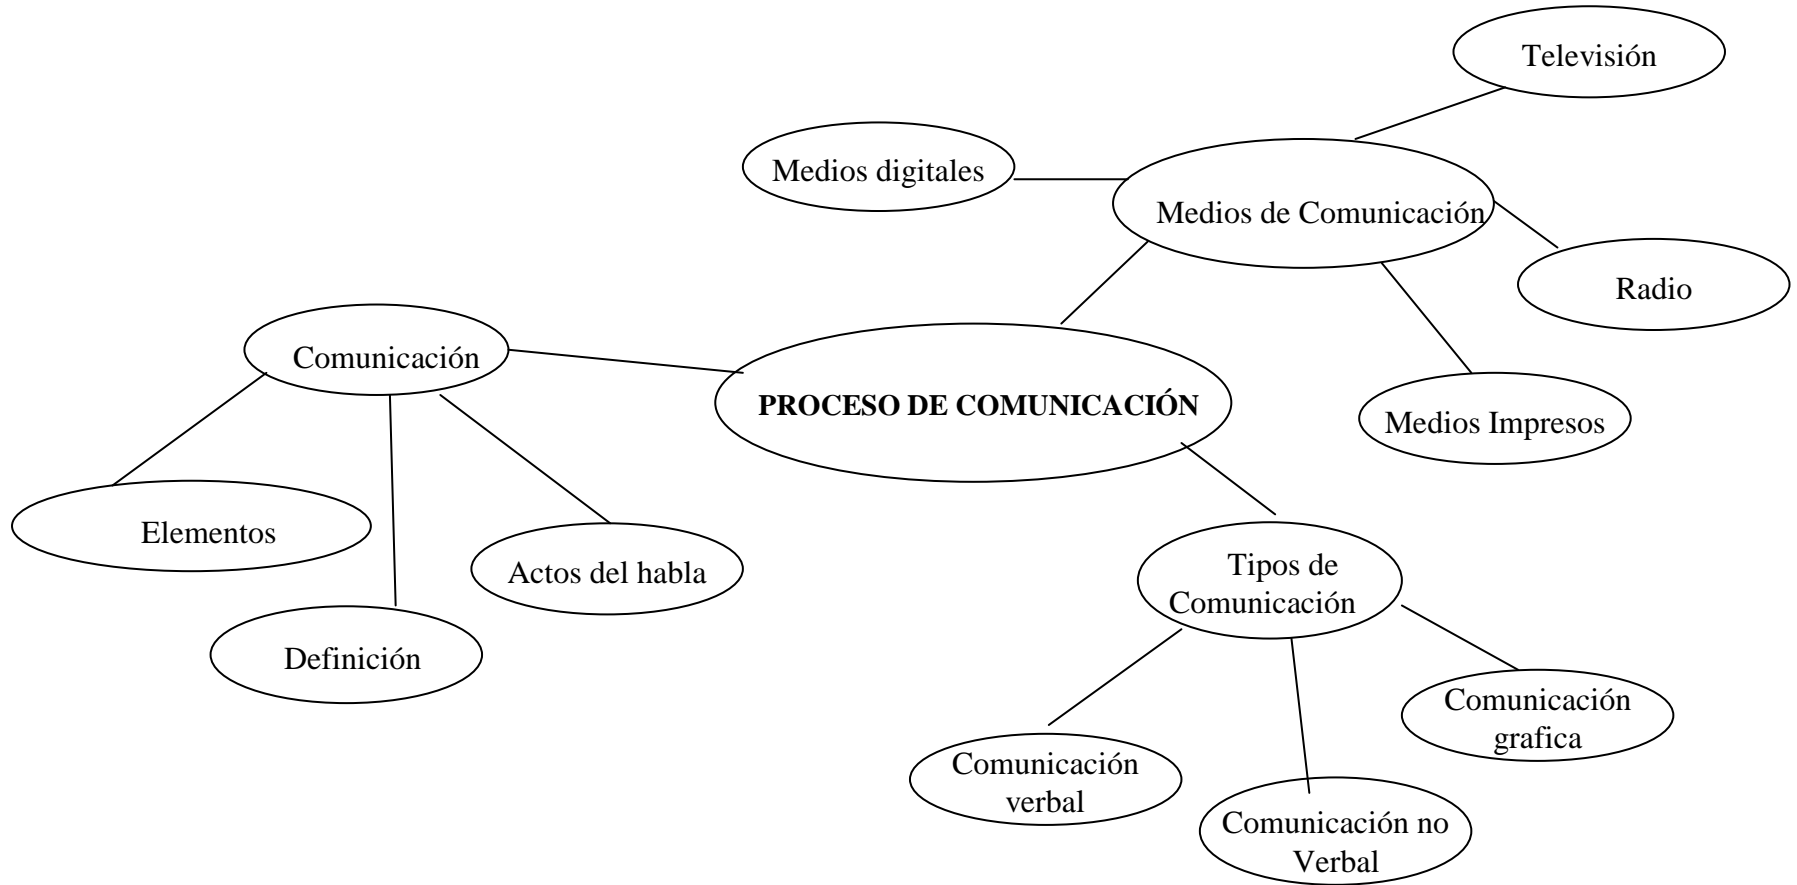 Televisión
Medios digitales
Medios de Comunicación
Radio
Comunicación
PROCESO DE COMUNICACIÓN
Medios Impresos
Elementos
Actos del habla
Definición
Tipos de
Comunicación
Comunicación
grafica
Comunicación
verbal
Comunicación no
Verbal